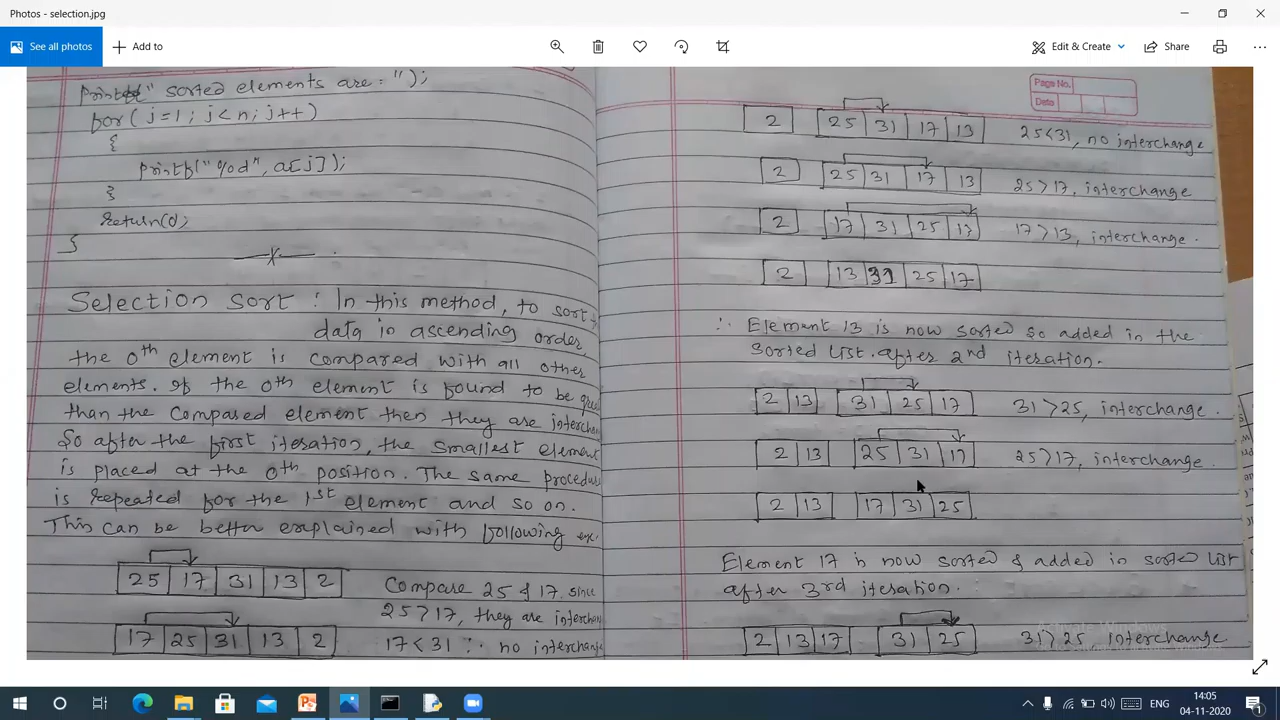 Photos - selection.jpg
See all photos
Add to
Edit & Create
Share
printf(" sorted elements are = ");
for( j=1; j<n; j++)
{
printf("%d", a[j]);
}
return(0);
}
Selection Sort : In this method, to sort
data in ascending order,
the 0th element is compared with all other
elements. If the 0th element is found to be grea
than the compared element then they are interchan
So after the first iteration, the smallest element
is placed at the 0th position. The same procedure
is repeated for the 1st element and so on.
This can be better explained with following ex.
25 17 31 13 2
Compare 25 & 17 since
25>17, they are interchan
17 25 31 13 2
17<31 ∴ no interchange
Page No.
Date
2 25 31 17 13 25<31, no interchange
2 25 31 17 13 25>17, interchange
2 17 31 25 13 17>13, interchange.
2 13 31 25 17
∴ Element 13 is now sorted so added in the
sorted list after 2nd iteration.
2 13 31 25 17 31>25, interchange.
2 13 25 31 17 25>17, interchange.
2 13 17 31 25
Element 17 is now sorted & added in sorted list
after 3rd iteration.
2 13 17 31 25 31>25, interchange
Activate Windows
ENG
14:05
04-11-2020
1